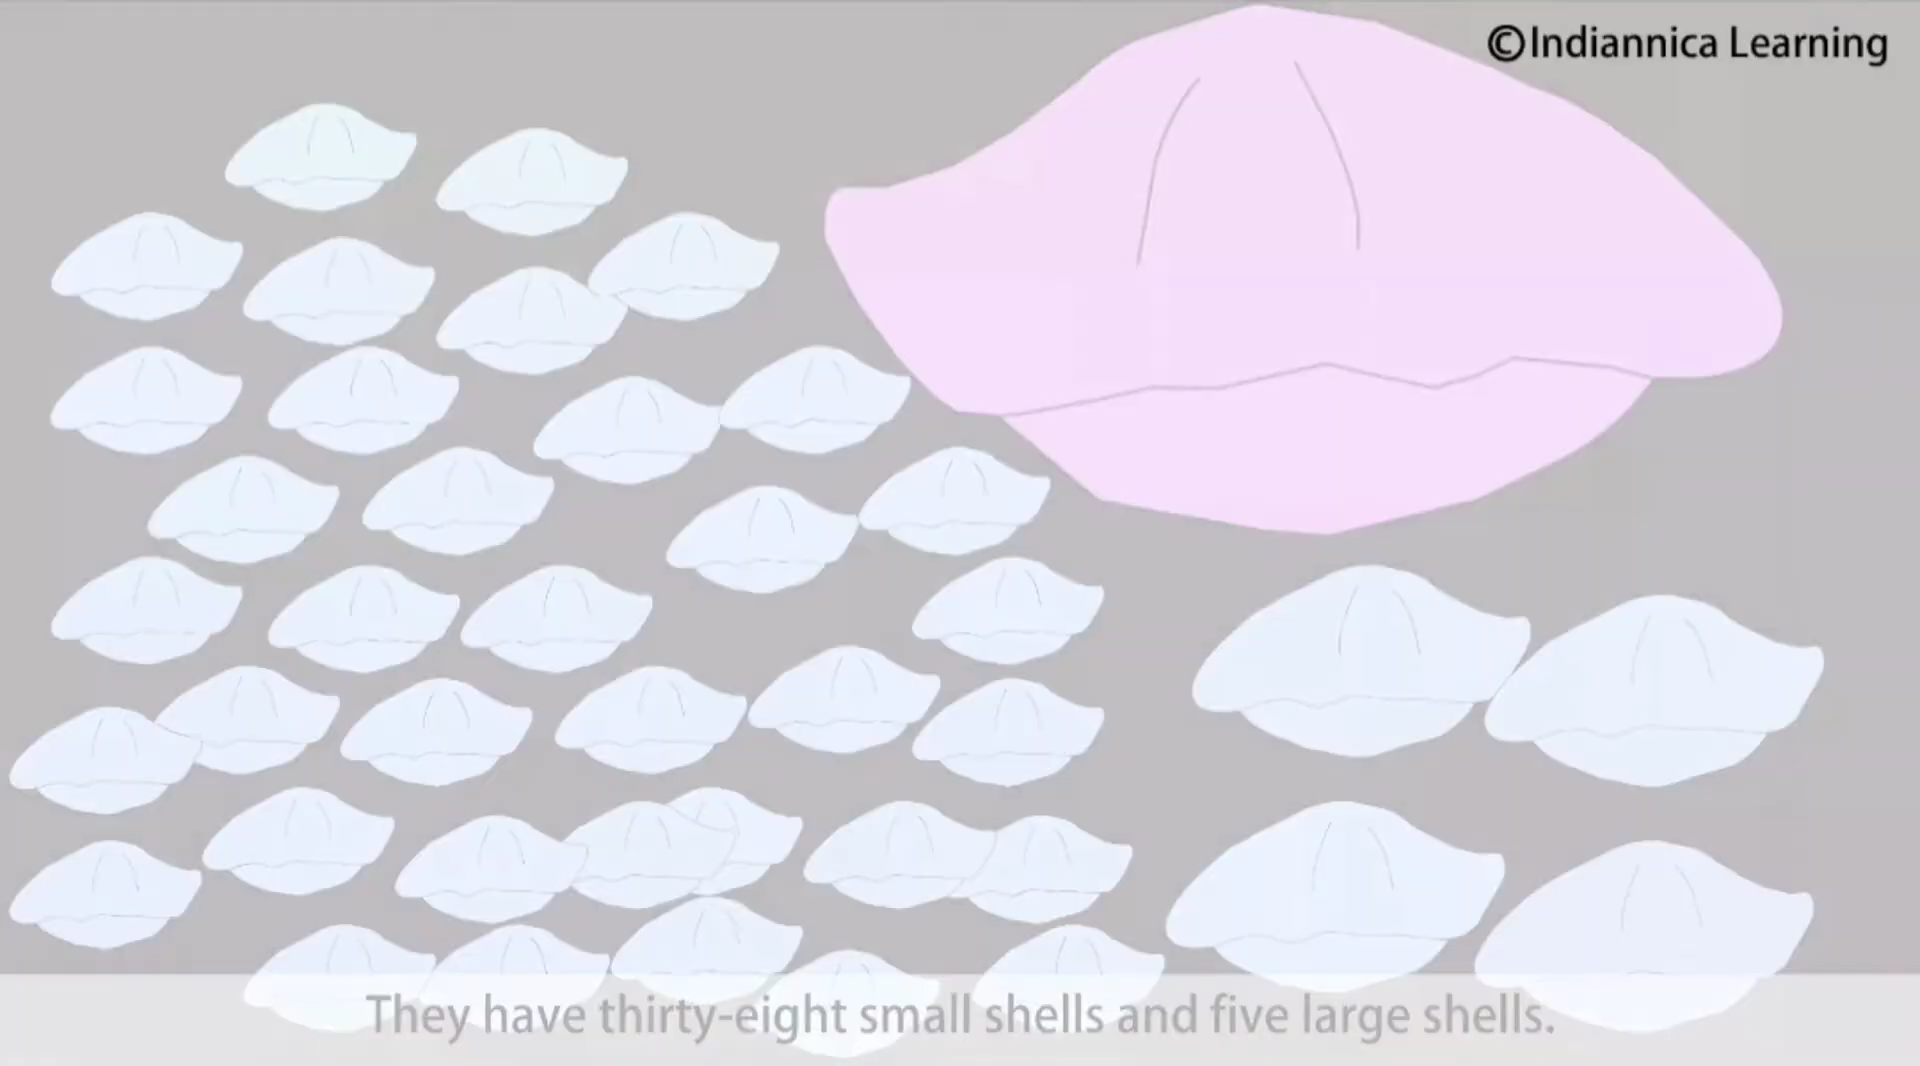 ©Indiannica Learning
They have thirty-eight small shells and five large shells.